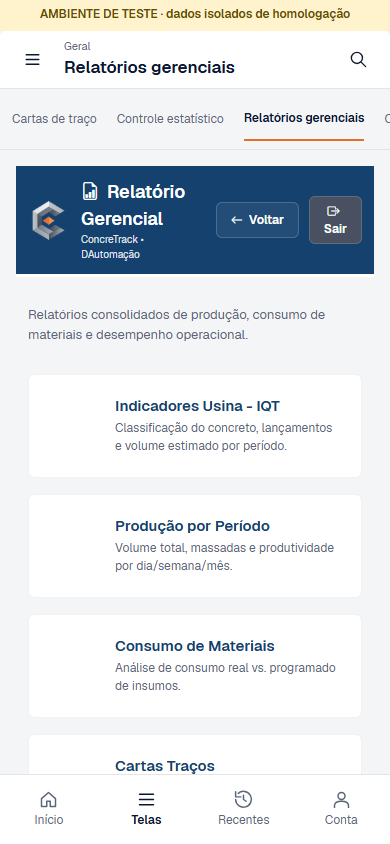 AMBIENTE DE TESTE · dados isolados de homologação
Geral
Relatórios gerenciais
Cartas de traço
Controle estatístico
Relatórios gerenciais
Relatório
Gerencial
ConcreTrack •
DAutomação
Voltar
Sair
Relatórios consolidados de produção, consumo de
materiais e desempenho operacional.
Indicadores Usina - IQT
Classificação do concreto, lançamentos
e volume estimado por período.
Produção por Período
Volume total, massadas e produtividade
por dia/semana/mês.
Consumo de Materiais
Análise de consumo real vs. programado
de insumos.
Cartas Traços
Início
Telas
Recentes
Conta